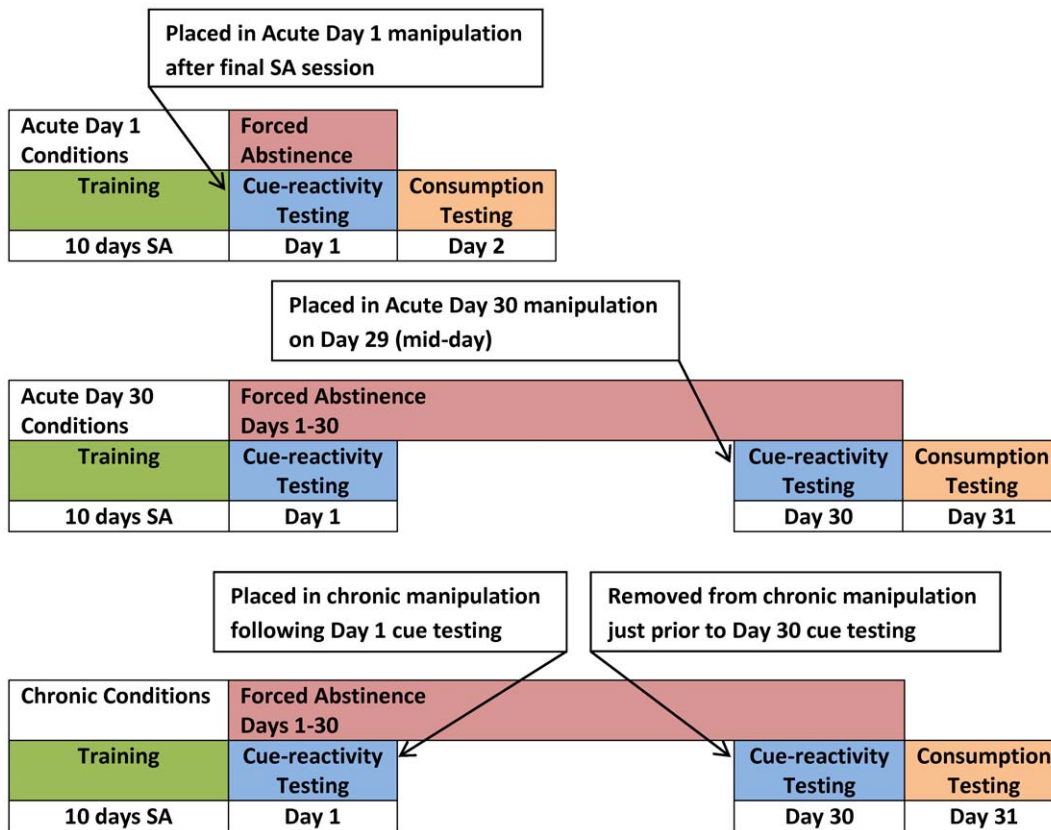 Placed in Acute Day 1 manipulation
after final SA session
Acute Day 1
Conditions
Forced
Abstinence
Training
Cue-reactivity
Testing
Consumption
Testing
10 days SA
Day 1
Day 2
Placed in Acute Day 30 manipulation
on Day 29 (mid-day)
Acute Day 30
Conditions
Forced Abstinence
Days 1-30
Training
Cue-reactivity
Testing
Cue-reactivity
Testing
Consumption
Testing
10 days SA
Day 1
Day 30
Day 31
Placed in chronic manipulation
following Day 1 cue testing
Removed from chronic manipulation
just prior to Day 30 cue testing
Chronic Conditions
Forced Abstinence
Days 1-30
Training
Cue-reactivity
Testing
Cue-reactivity
Testing
Consumption
Testing
10 days SA
Day 1
Day 30
Day 31